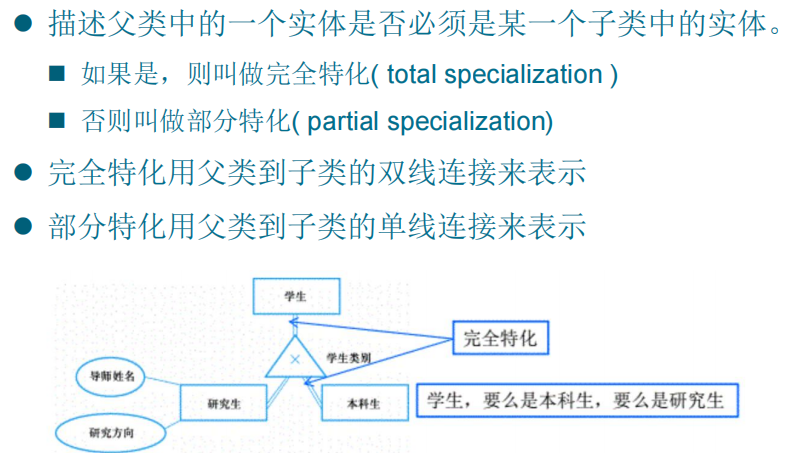 描述父类中的一个实体是否必须是某一个子类中的实体。
如果是，则叫做完全特化( total specialization )
否则叫做部分特化( partial specialization)
完全特化用父类到子类的双线连接来表示
部分特化用父类到子类的单线连接来表示
学生
完全特化
×
学生类别
导师姓名
研究生
本科生
学生，要么是本科生，要么是研究生
研究方向